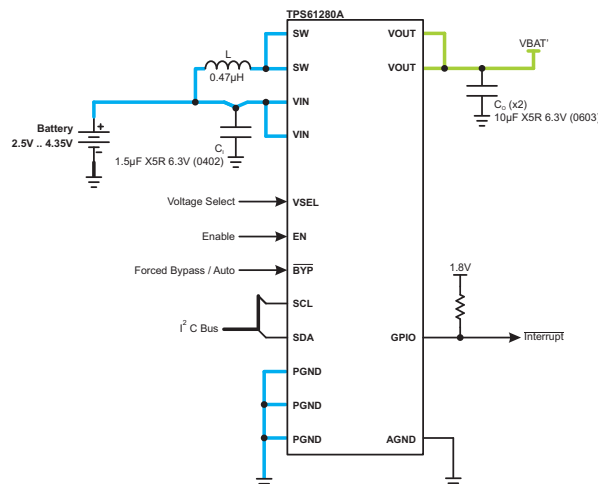 TPS61280A
SW
VOUT
VBAT'
L
SW
VOUT
0.47µH
C₀ (x2)
10µF X5R 6.3V (0603)
VIN
Battery
2.5V .. 4.35V
+
-
VIN
Cᵢ
1.5µF X5R 6.3V (0402)
Voltage Select
VSEL
Enable
EN
Forced Bypass / Auto
BYP
1.8V
SCL
I² C Bus
SDA
GPIO
Interrupt
PGND
PGND
PGND
AGND